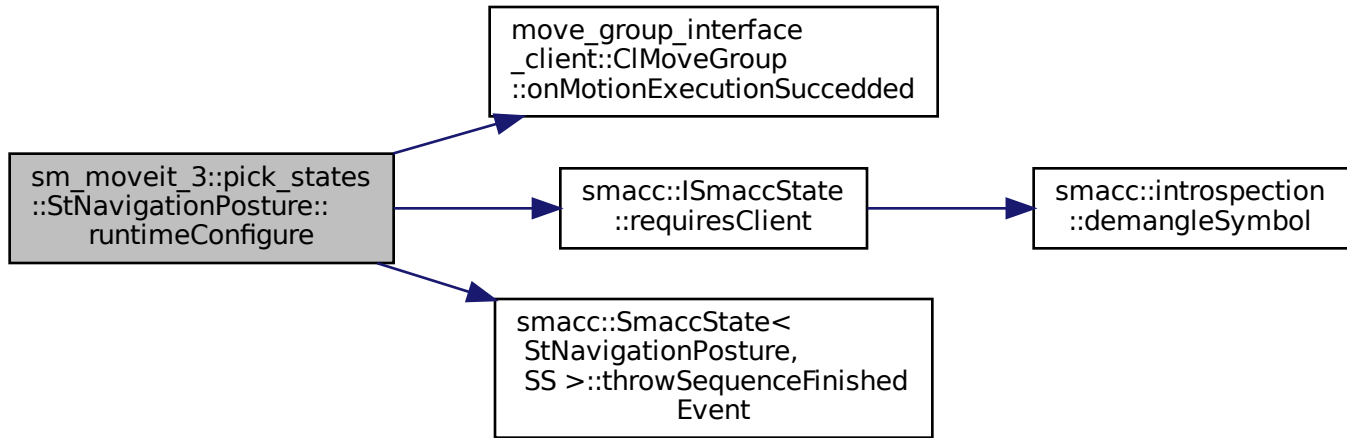 move_group_interface
_client::ClMoveGroup
::onMotionExecutionSuccedded
sm_moveit_3::pick_states
::StNavigationPosture::
runtimeConfigure
smacc::ISmaccState
::requiresClient
smacc::introspection
::demangleSymbol
smacc::SmaccState<
StNavigationPosture,
SS >::throwSequenceFinished
Event